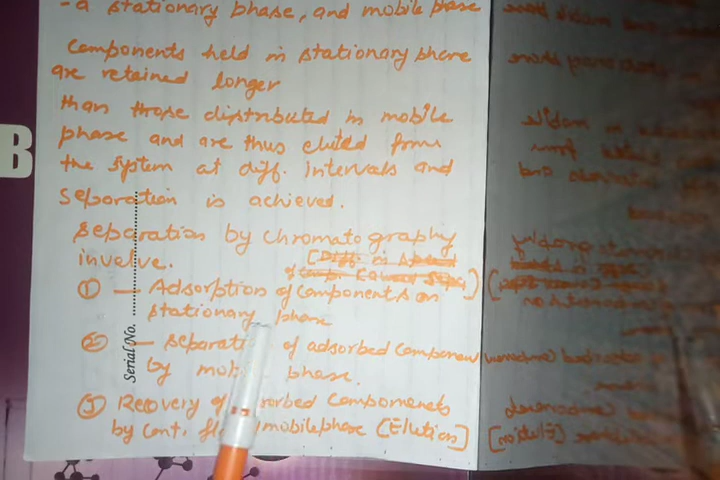 - a stationary phase, and mobile phase
Components held in stationary phase
are retained longer
than those distributed in mobile
phase and are thus eluted from
the system at diff. intervals and
separation is achieved.
Separation by Chromatography
involve.
① — Adsorption of Components on
stationary phase
② — Separati of adsorbed Componen
by mob phase.
③ Recovery of orbed Components
by cont. fl mobile phase (Elution)
Serial No.
B